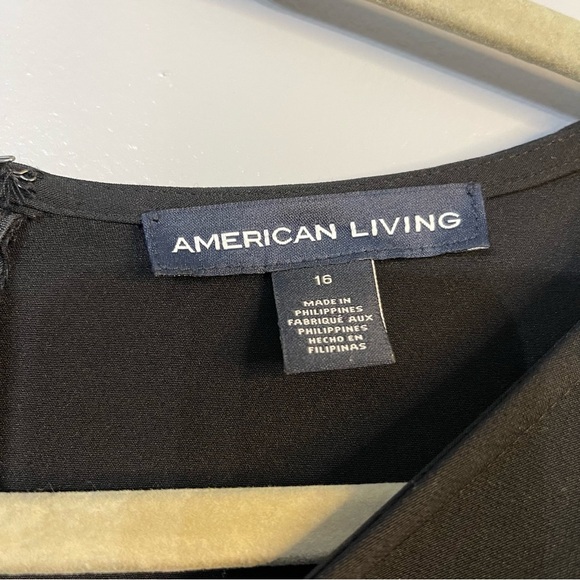 AMERICAN LIVING
16
MADE IN
PHILIPPINES
FABRIQUÉ AUX
PHILIPPINES
HECHO EN
FILIPINAS